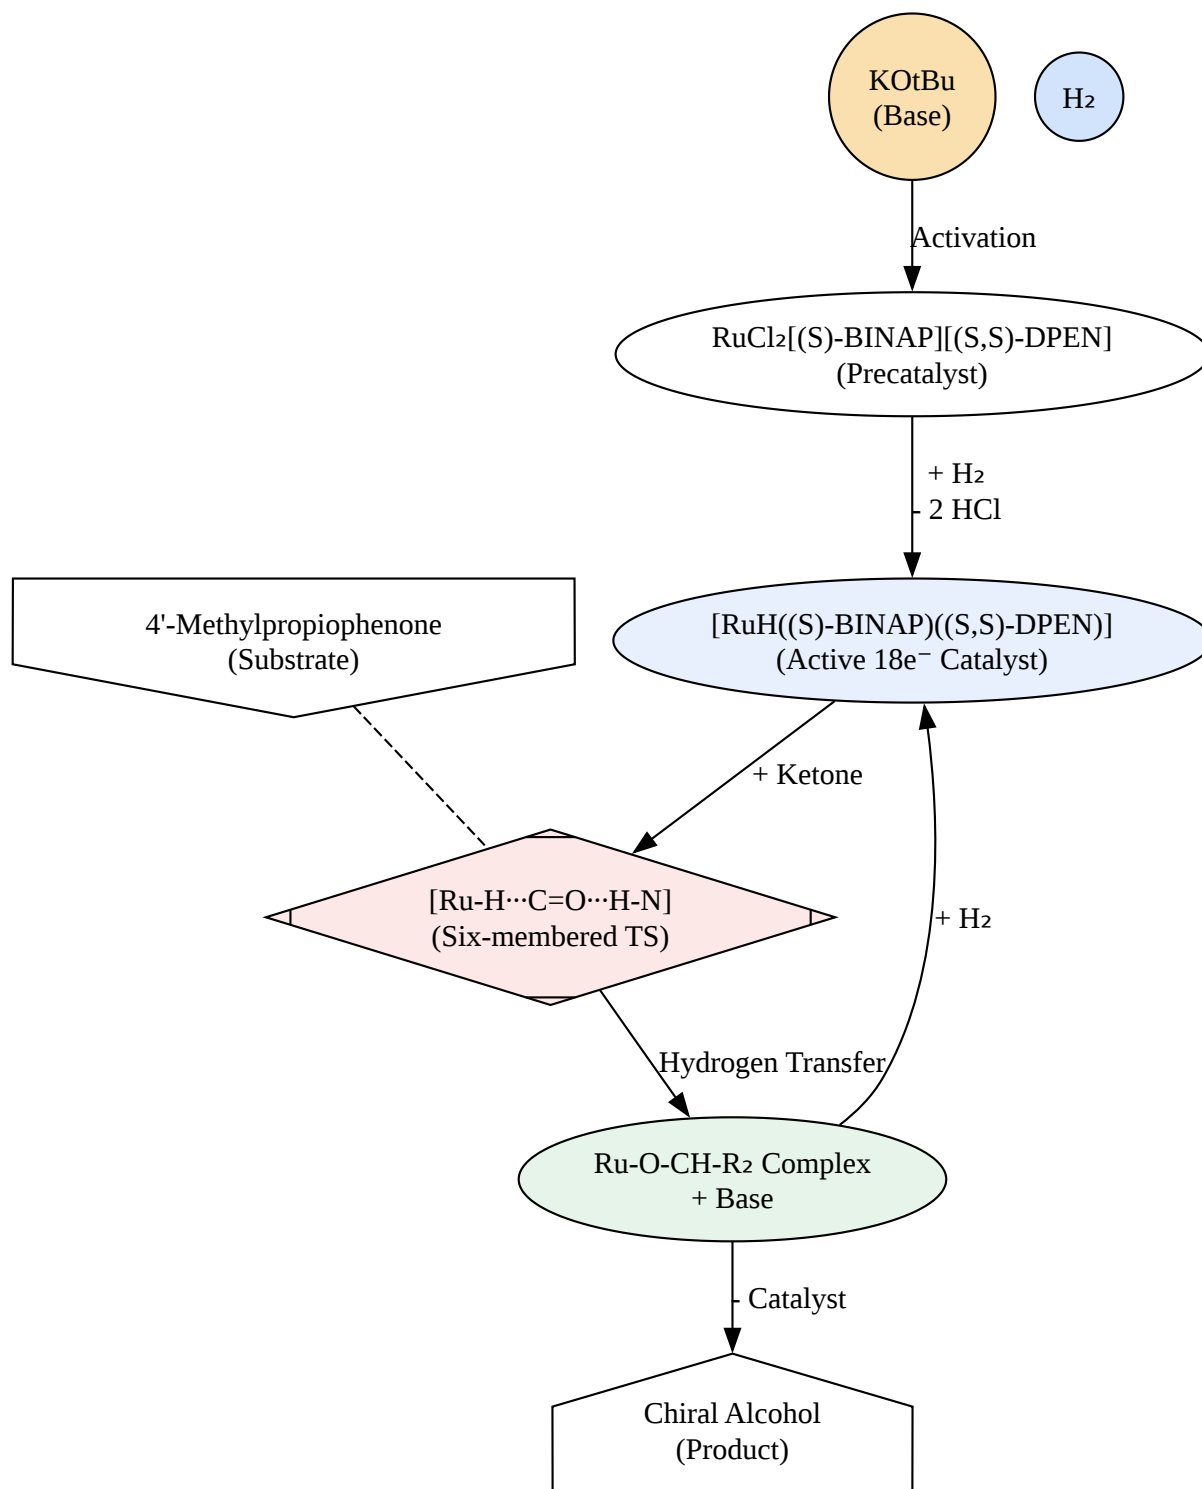 KOtBu
(Base)
H₂
Activation
RuCl₂[(S)-BINAP][(S,S)-DPEN]
(Precatalyst)
+ H₂
- 2 HCl
4'-Methylpropiophenone
(Substrate)
[RuH((S)-BINAP)((S,S)-DPEN)]
(Active 18e⁻ Catalyst)
+ Ketone
[Ru-H···C=O···H-N]
(Six-membered TS)
+ H₂
Hydrogen Transfer
Ru-O-CH-R₂ Complex
+ Base
- Catalyst
Chiral Alcohol
(Product)